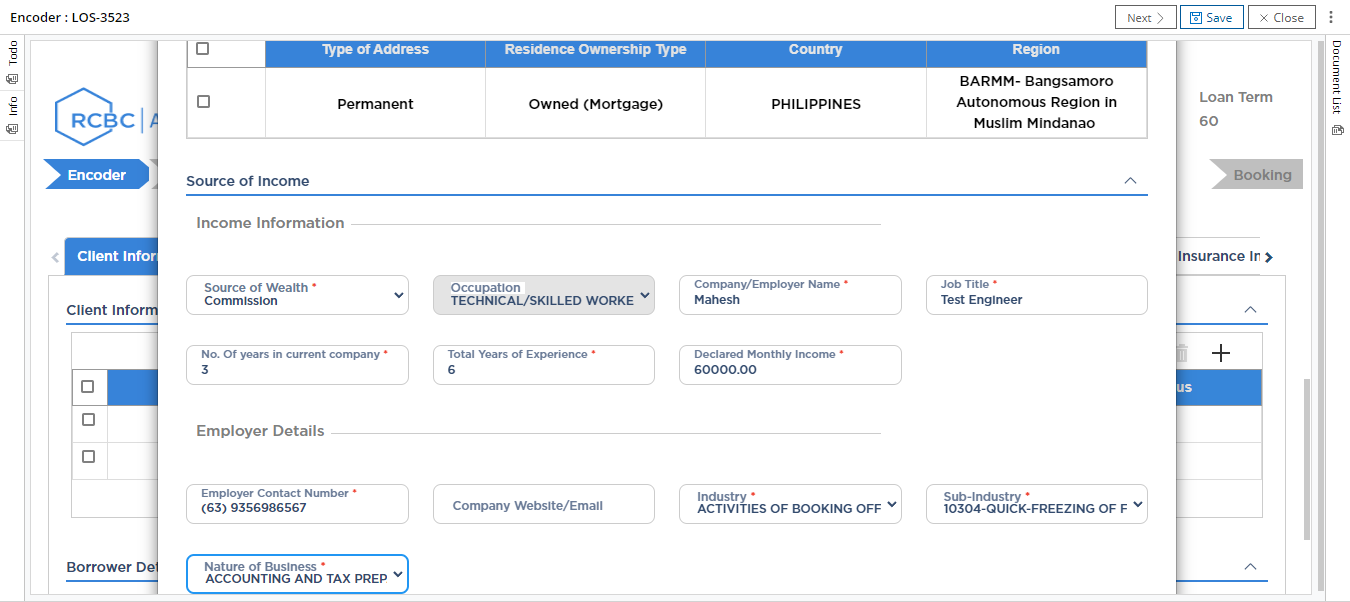 Encoder : LOS-3523
Next
Save
Close
Todo
Info
Document List
RCBC
Loan Term
60
Encoder
Booking
Client Infor
Insurance In
Client Inform
us
Borrower Det
Type of Address Residence Ownership Type Country Region
Permanent Owned (Mortgage) PHILIPPINES BARMM- Bangsamoro
Autonomous Region in
Muslim Mindanao
Source of Income
Income Information
Source of Wealth *
Commission
Occupation
TECHNICAL/SKILLED WORKE
Company/Employer Name *
Mahesh
Job Title *
Test Engineer
No. Of years in current company *
3
Total Years of Experience *
6
Declared Monthly Income *
60000.00
Employer Details
Employer Contact Number *
(63) 9356986567
Company Website/Email
Industry *
ACTIVITIES OF BOOKING OFF
Sub-Industry *
10304-QUICK-FREEZING OF F
Nature of Business *
ACCOUNTING AND TAX PREP